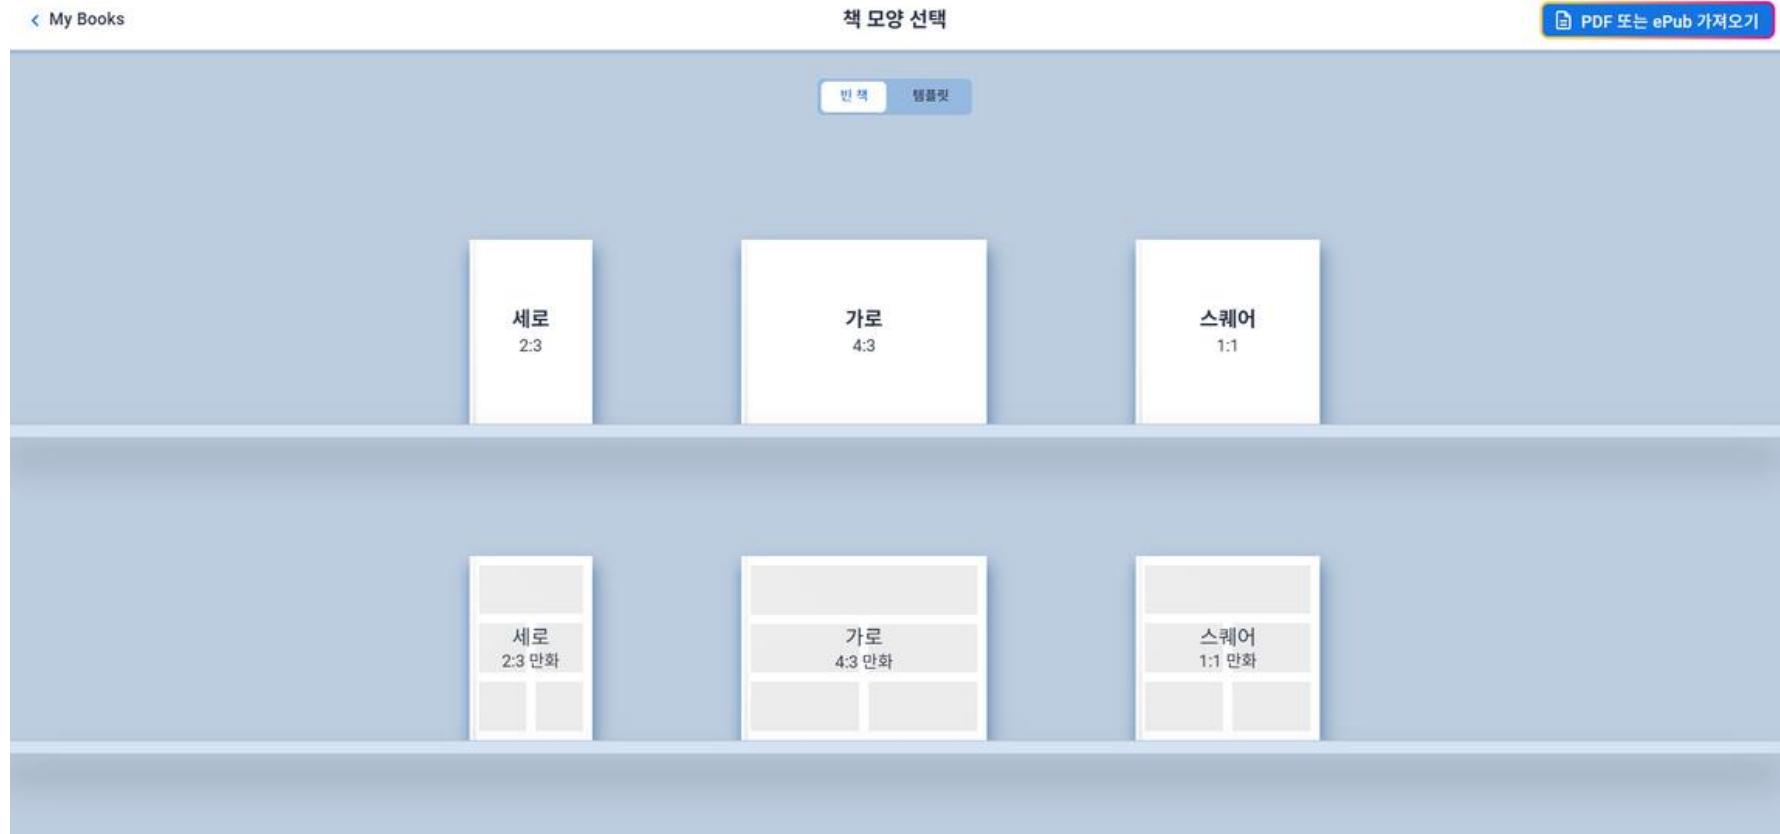 My Books
책 모양 선택
PDF 또는 ePub 가져오기
빈 책
템플릿
세로
2:3
가로
4:3
스퀘어
1:1
세로
2:3 만화
가로
4:3 만화
스퀘어
1:1 만화